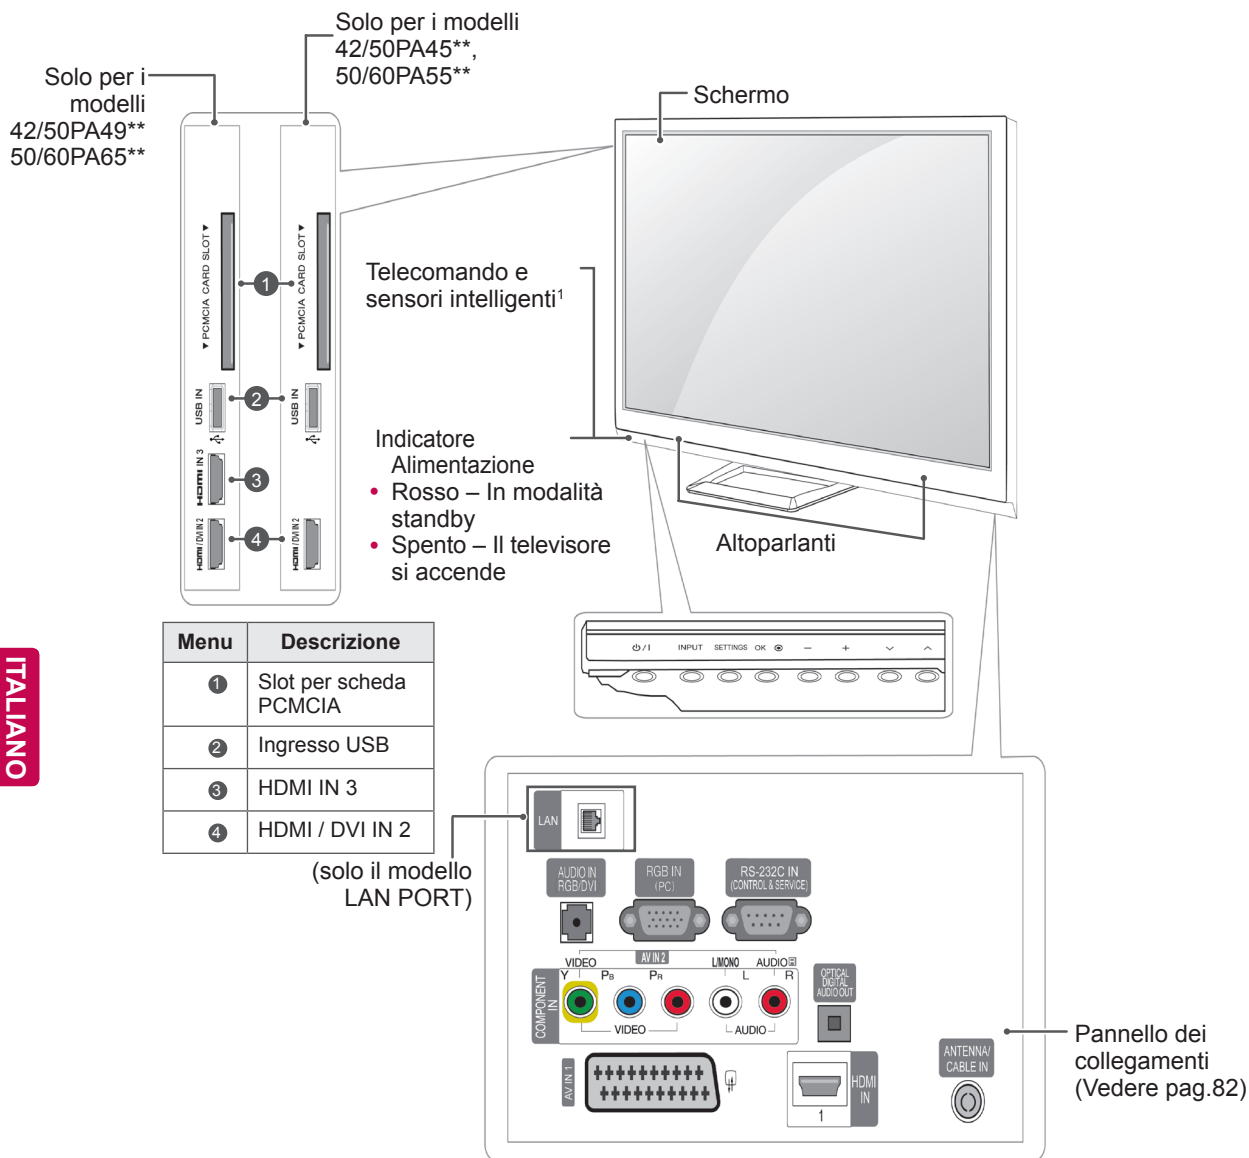 Solo per i modelli
42/50PA45**,
50/60PA55**
Solo per i
modelli
42/50PA49**
50/60PA65**
Schermo
▼ PCMCIA CARD SLOT ▼
▼ PCMCIA CARD SLOT ▼
1
USB IN
2
USB IN
HDMI IN 3
3
HDMI / DVI IN 2
4
HDMI / DVI IN 2
Telecomando e
sensori intelligenti¹
Indicatore
Alimentazione
• Rosso – In modalità
standby
• Spento – Il televisore
si accende
Altoparlanti
⏻ / I INPUT SETTINGS OK ⦿ − +
Menu Descrizione
1 Slot per scheda
PCMCIA
2 Ingresso USB
3 HDMI IN 3
4 HDMI / DVI IN 2
ITALIANO
(solo il modello
LAN PORT)
LAN
AUDIO IN
RGB/DVI
RGB IN
(PC)
RS-232C IN
(CONTROL & SERVICE)
VIDEO AV IN 2 L/MONO AUDIO R
Y PB PR L R
COMPONENT
IN
VIDEO AUDIO
OPTICAL
DIGITAL
AUDIO OUT
AV IN 1
HDMI
IN
1
ANTENNA/
CABLE IN
Pannello dei
collegamenti
(Vedere pag.82)